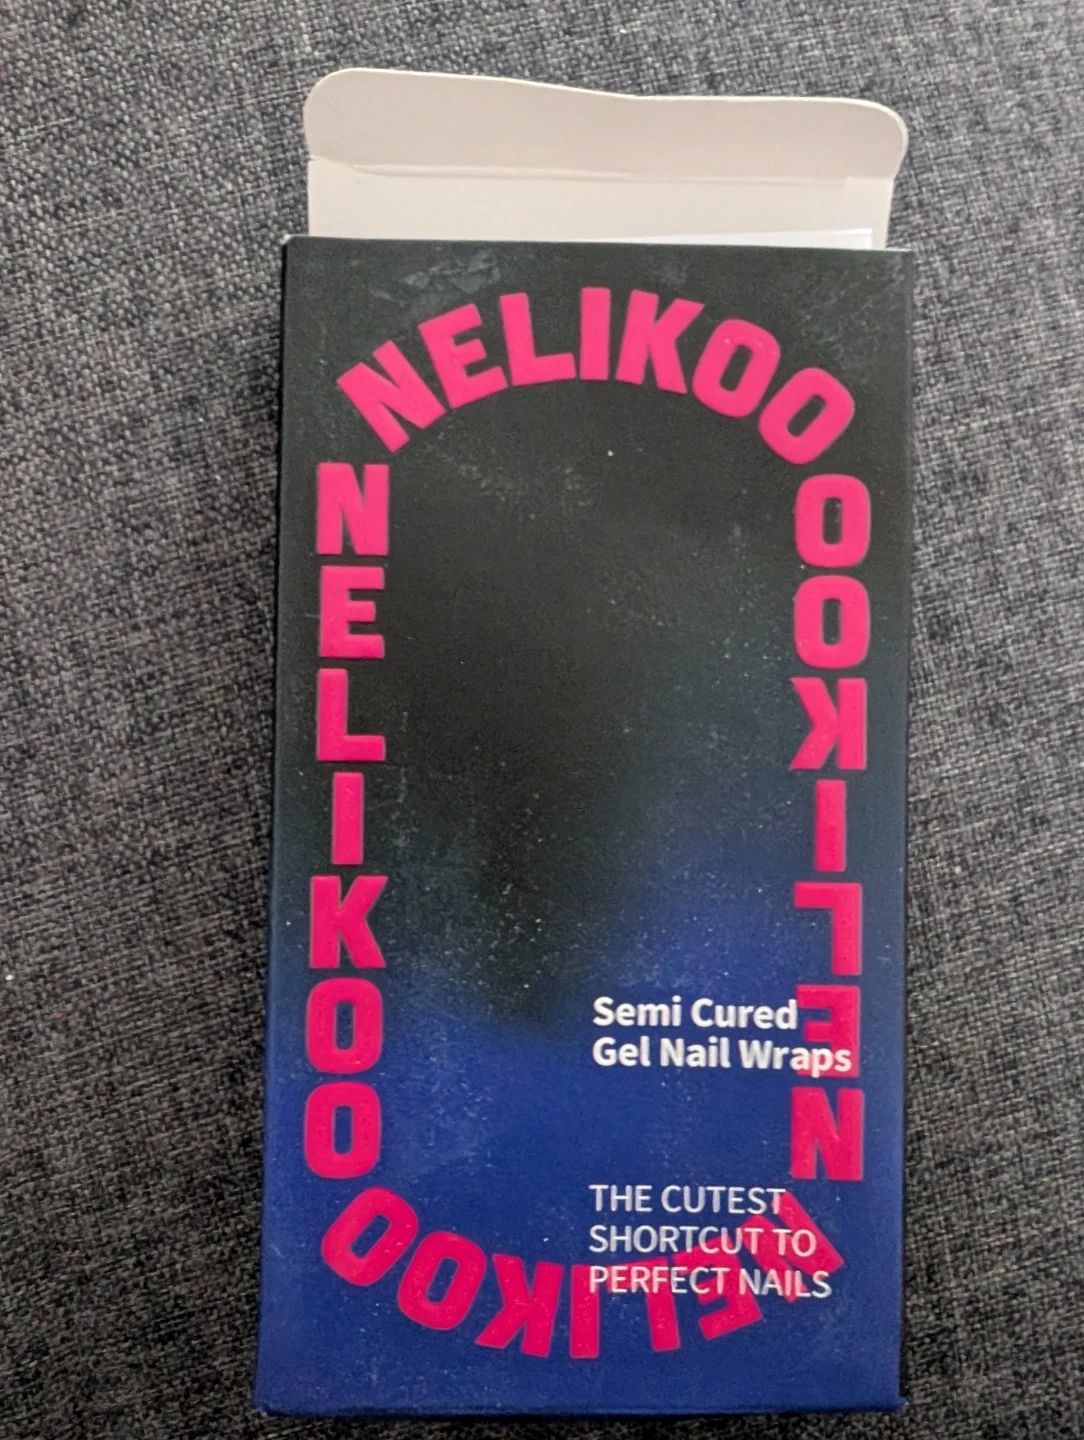 NELIKOO
NELIKOO
NELIKOO
NELIKOO
Semi Cured
Gel Nail Wraps
THE CUTEST
SHORTCUT TO
PERFECT NAILS